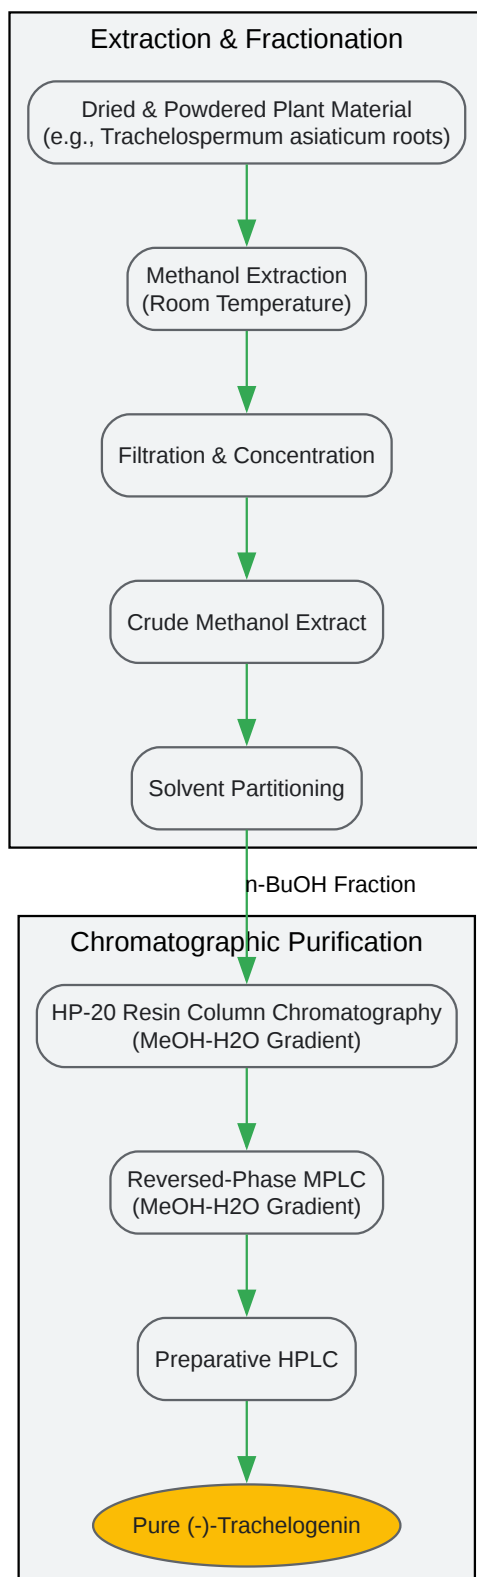 Extraction & Fractionation
Dried & Powdered Plant Material
(e.g., Trachelospermum asiaticum roots)
Methanol Extraction
(Room Temperature)
Filtration & Concentration
Crude Methanol Extract
Solvent Partitioning
n-BuOH Fraction
Chromatographic Purification
HP-20 Resin Column Chromatography
(MeOH-H2O Gradient)
Reversed-Phase MPLC
(MeOH-H2O Gradient)
Preparative HPLC
Pure (-)-Trachelogenin